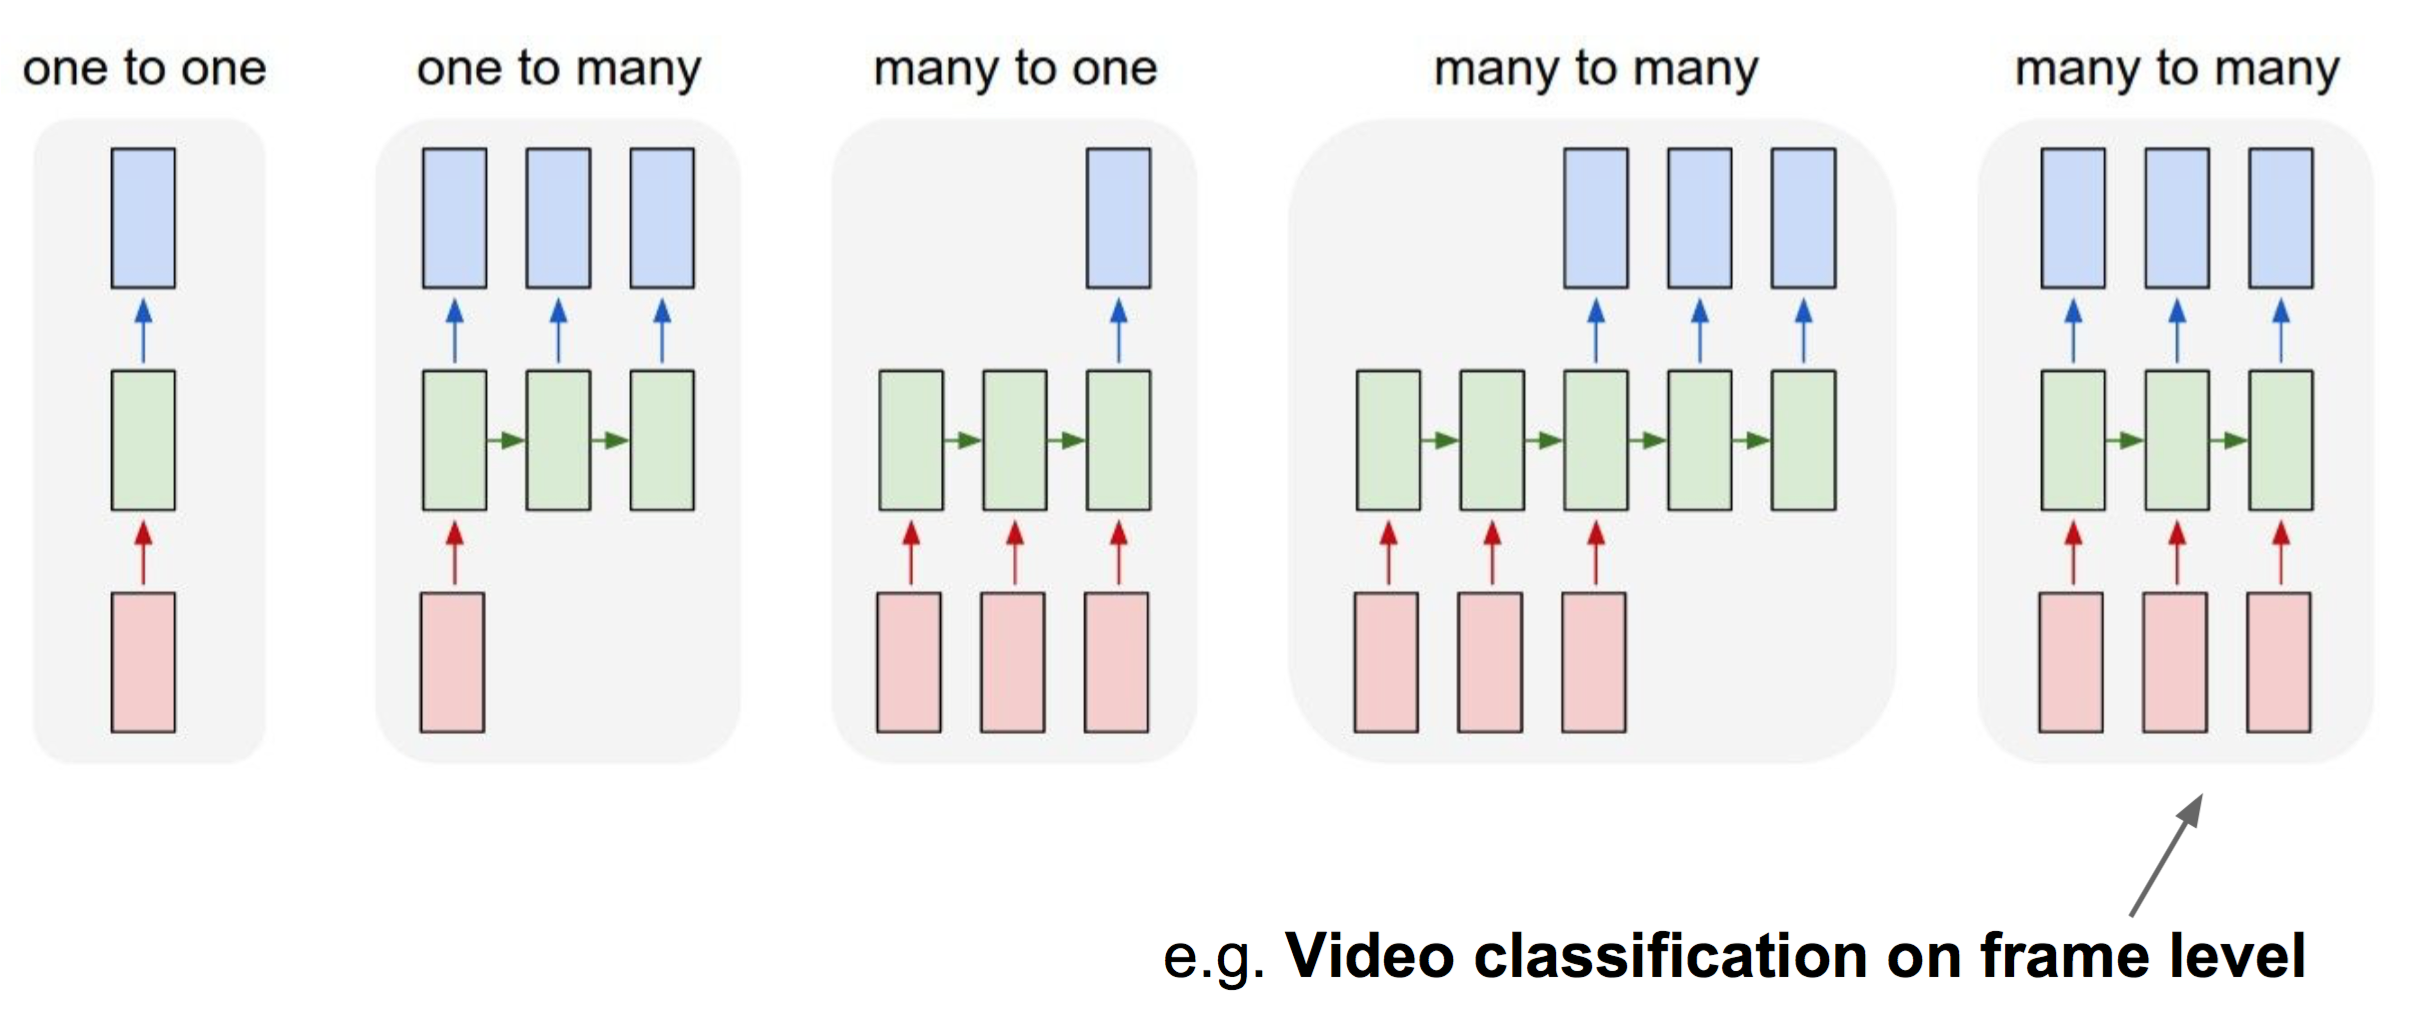 one to one
one to many
many to one
many to many
many to many
e.g. Video classification on frame level